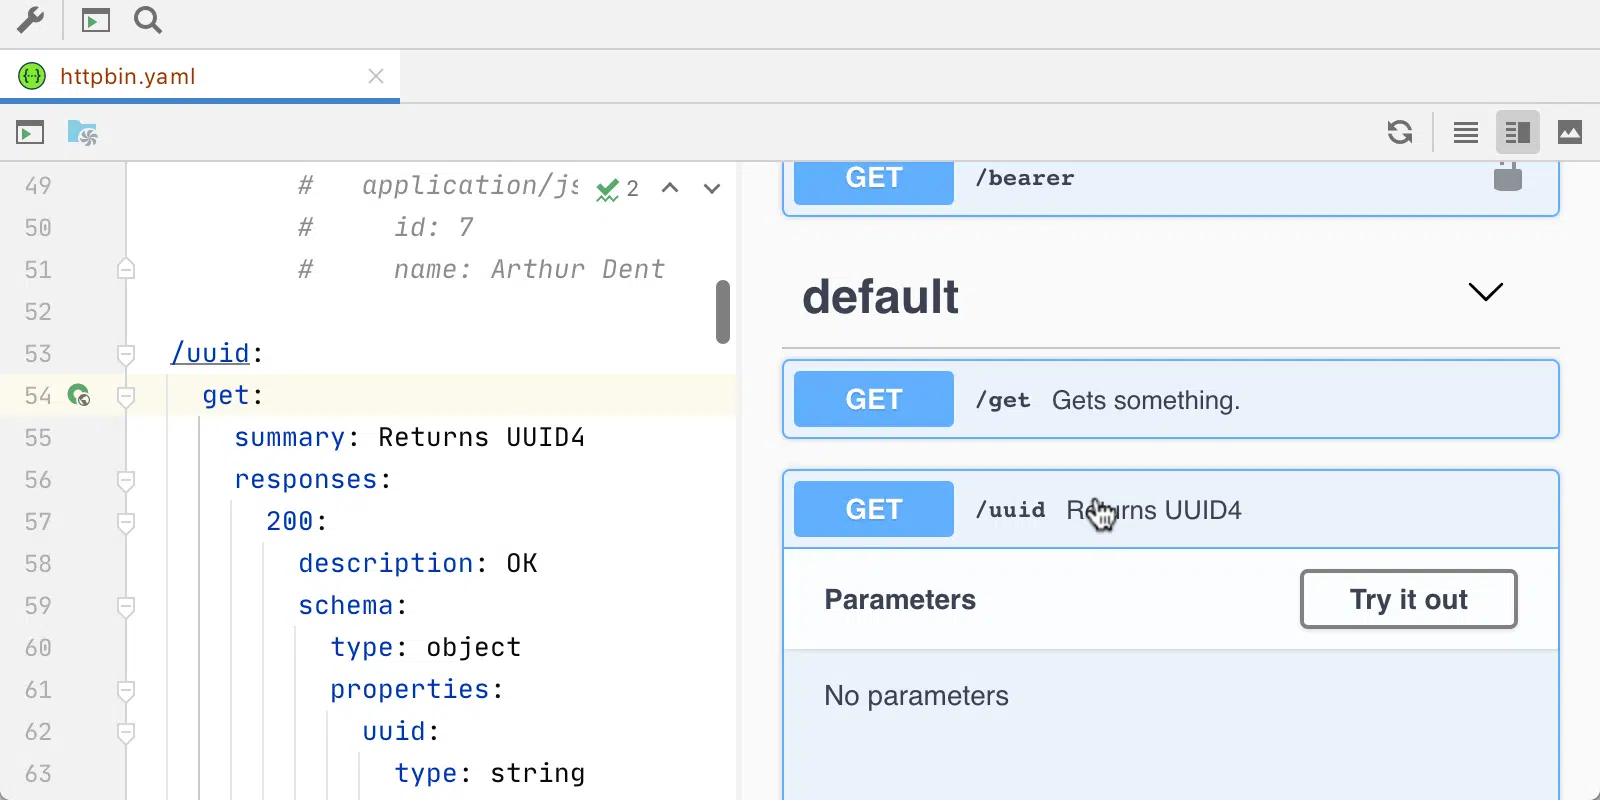 httpbin.yaml
49 # application/js 2
50 # id: 7
51 # name: Arthur Dent
52
53 /uuid:
54 get:
55 summary: Returns UUID4
56 responses:
57 200:
58 description: OK
59 schema:
60 type: object
61 properties:
62 uuid:
63 type: string
GET /bearer
default
GET /get Gets something.
GET /uuid Returns UUID4
Parameters Try it out
No parameters